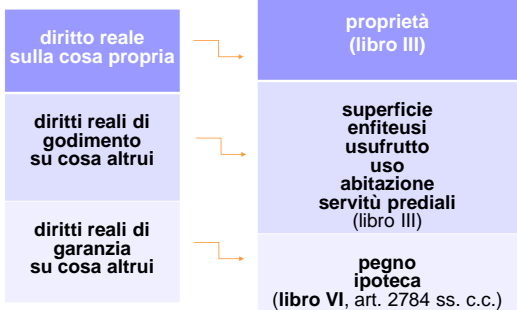 diritto reale
sulla cosa propria
proprietà
(libro III)
diritti reali di
godimento
su cosa altrui
superficie
enfiteusi
usufrutto
uso
abitazione
servitù prediali
(libro III)
diritti reali di
garanzia
su cosa altrui
pegno
ipoteca
(libro VI, art. 2784 ss. c.c.)